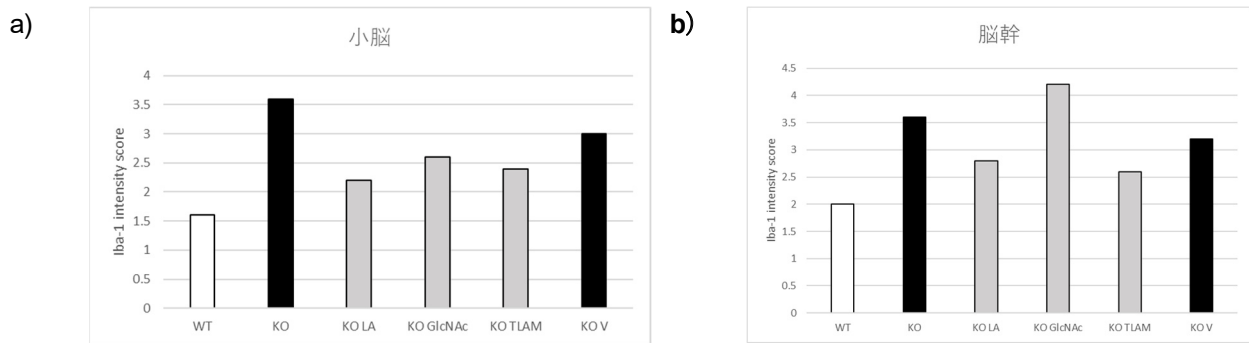 a)
小脳
Iba-1 intensity score
4
3.5
3
2.5
2
1.5
1
0.5
0
WT KO KO LA KO GlcNAc KO TLAM KO V
b)
脳幹
Iba-1 intensity score
4.5
4
3.5
3
2.5
2
1.5
1
0.5
0
WT KO KO LA KO GlcNAc KO TLAM KO V